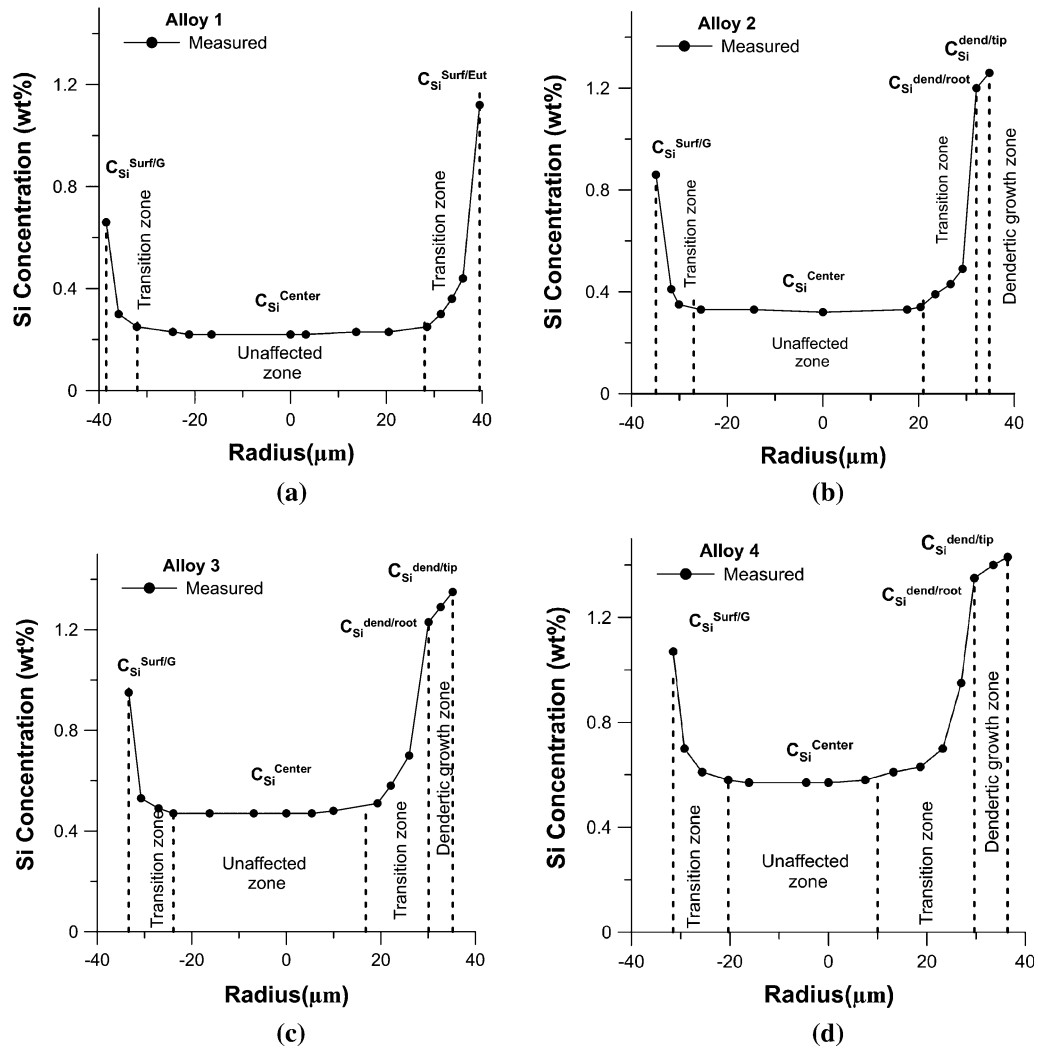 Alloy 1
Measured
C_Si^Surf/Eut
C_Si^Surf/G
Transition zone
Transition zone
C_Si^Center
Unaffected
zone
Si Concentration (wt%)
1.2
0.8
0.4
0
-40 -20 0 20 40
Radius(µm)
(a)
Alloy 2
Measured
C_Si^dend/tip
C_Si^dend/root
C_Si^Surf/G
Transition zone
Transition zone
Dendertic growth zone
C_Si^Center
Unaffected
zone
Si Concentration (wt%)
1.2
0.8
0.4
0
-40 -20 0 20 40
Radius(µm)
(b)
Alloy 3
Measured
C_Si^dend/tip
C_Si^dend/root
C_Si^Surf/G
C_Si^Center
Transition zone
Unaffected
zone
Transition zone
Dendertic growth zone
Si Concentration (wt%)
1.2
0.8
0.4
0
-40 -20 0 20 40
Radius(µm)
(c)
Alloy 4
Measured
C_Si^dend/tip
C_Si^dend/root
C_Si^Surf/G
C_Si^Center
Transition zone
Unaffected
zone
Transition zone
Dendertic growth zone
Si Concentration (wt%)
1.2
0.8
0.4
0
-40 -20 0 20 40
Radius(µm)
(d)